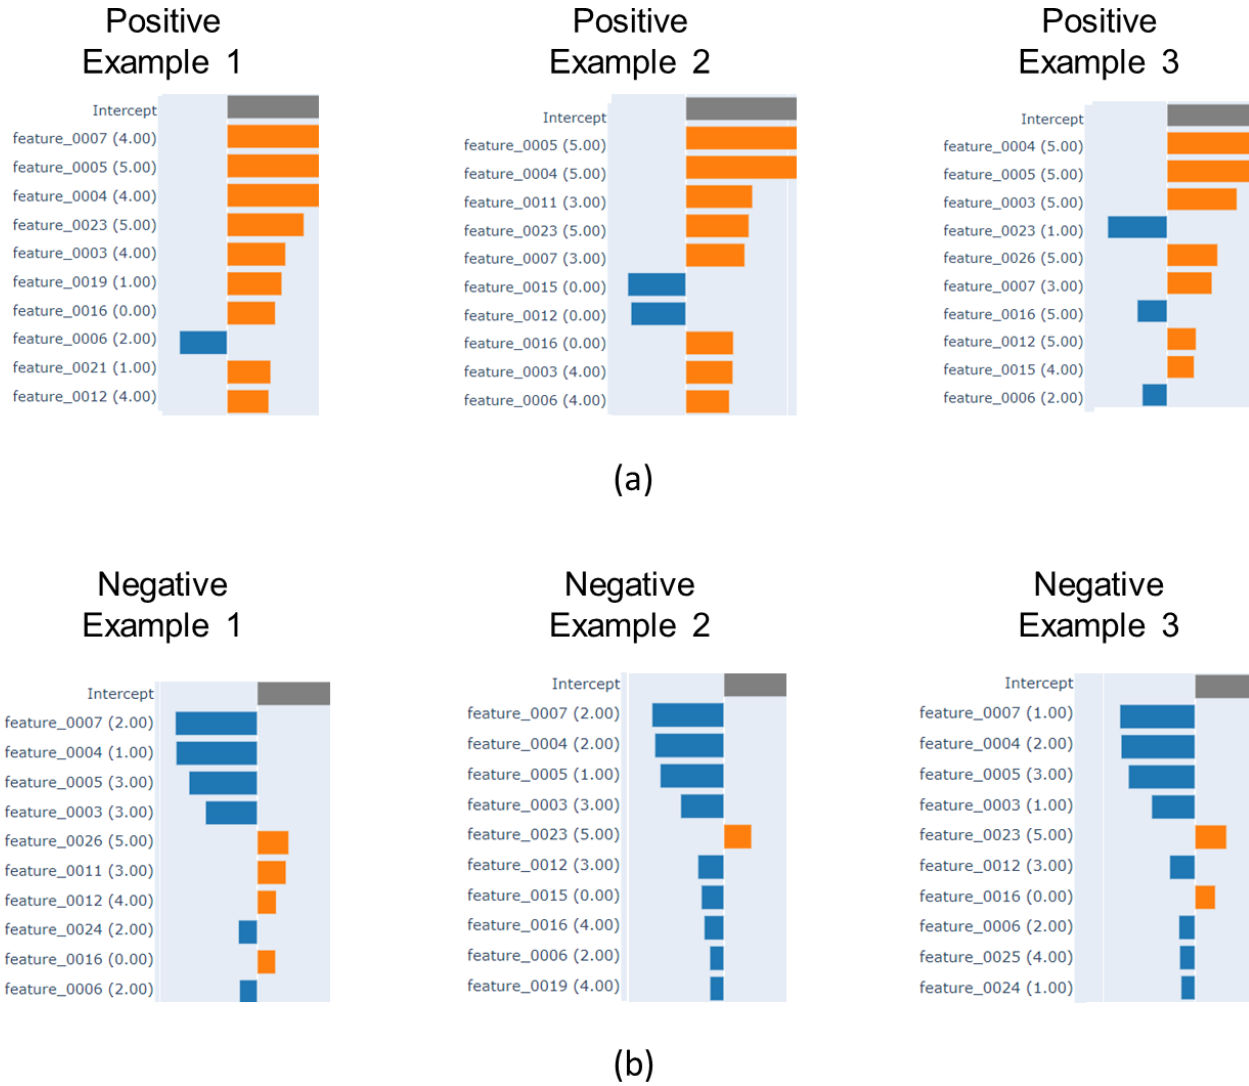 Positive
Example 1
Positive
Example 2
Positive
Example 3
Intercept
feature_0007 (4.00)
feature_0005 (5.00)
feature_0004 (4.00)
feature_0023 (5.00)
feature_0003 (4.00)
feature_0019 (1.00)
feature_0016 (0.00)
feature_0006 (2.00)
feature_0021 (1.00)
feature_0012 (4.00)
Intercept
feature_0005 (5.00)
feature_0004 (5.00)
feature_0011 (3.00)
feature_0023 (5.00)
feature_0007 (3.00)
feature_0015 (0.00)
feature_0012 (0.00)
feature_0016 (0.00)
feature_0003 (4.00)
feature_0006 (4.00)
Intercept
feature_0004 (5.00)
feature_0005 (5.00)
feature_0003 (5.00)
feature_0023 (1.00)
feature_0026 (5.00)
feature_0007 (3.00)
feature_0016 (5.00)
feature_0012 (5.00)
feature_0015 (4.00)
feature_0006 (2.00)
(a)
Negative
Example 1
Negative
Example 2
Negative
Example 3
Intercept
feature_0007 (2.00)
feature_0004 (1.00)
feature_0005 (3.00)
feature_0003 (3.00)
feature_0026 (5.00)
feature_0011 (3.00)
feature_0012 (4.00)
feature_0024 (2.00)
feature_0016 (0.00)
feature_0006 (2.00)
Intercept
feature_0007 (2.00)
feature_0004 (2.00)
feature_0005 (1.00)
feature_0003 (3.00)
feature_0023 (5.00)
feature_0012 (3.00)
feature_0015 (0.00)
feature_0016 (4.00)
feature_0006 (2.00)
feature_0019 (4.00)
Intercept
feature_0007 (1.00)
feature_0004 (2.00)
feature_0005 (3.00)
feature_0003 (1.00)
feature_0023 (5.00)
feature_0012 (3.00)
feature_0016 (0.00)
feature_0006 (2.00)
feature_0025 (4.00)
feature_0024 (1.00)
(b)